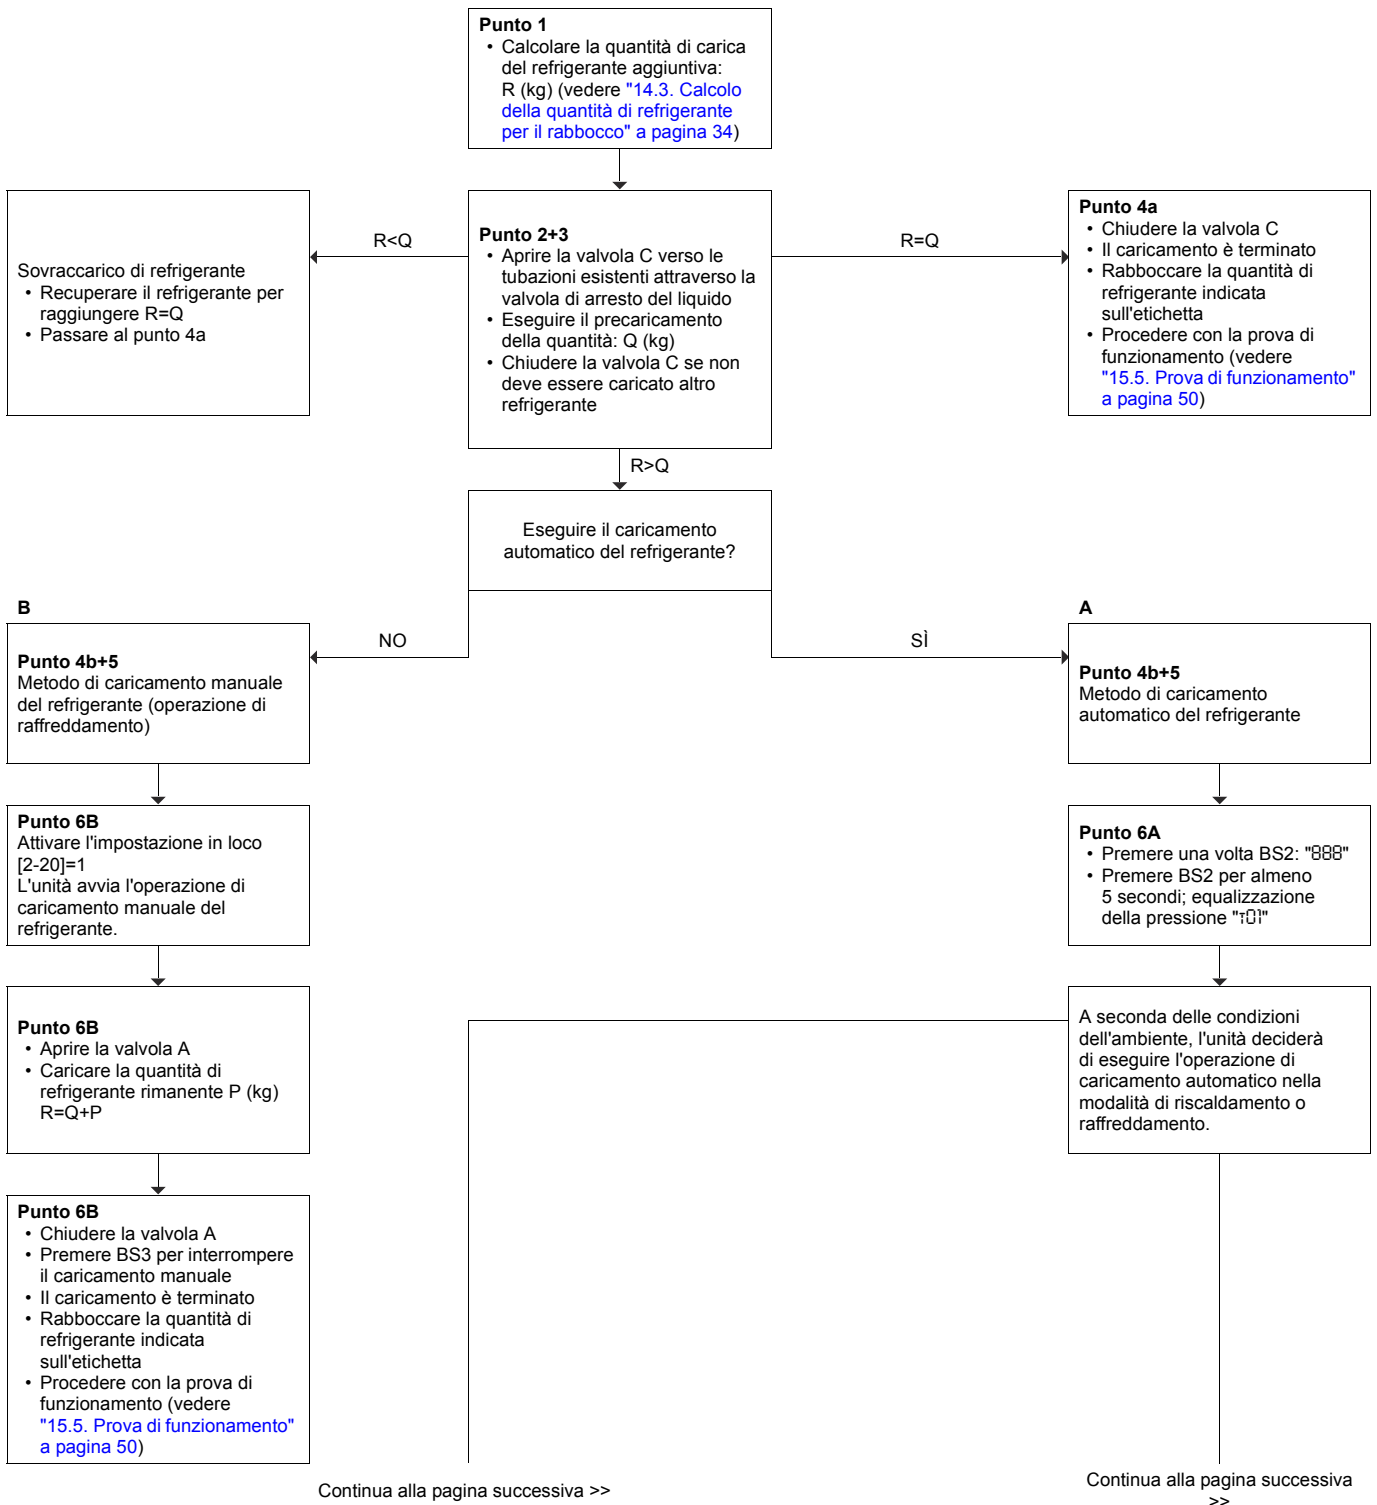 Punto 1
• Calcolare la quantità di carica
del refrigerante aggiuntiva:
R (kg) (vedere "14.3. Calcolo
della quantità di refrigerante
per il rabbocco" a pagina 34)
R<Q
R=Q
Sovraccarico di refrigerante
• Recuperare il refrigerante per
raggiungere R=Q
• Passare al punto 4a
Punto 2+3
• Aprire la valvola C verso le
tubazioni esistenti attraverso la
valvola di arresto del liquido
• Eseguire il precaricamento
della quantità: Q (kg)
• Chiudere la valvola C se non
deve essere caricato altro
refrigerante
Punto 4a
• Chiudere la valvola C
• Il caricamento è terminato
• Rabboccare la quantità di
refrigerante indicata
sull'etichetta
• Procedere con la prova di
funzionamento (vedere
"15.5. Prova di funzionamento"
a pagina 50)
R>Q
Eseguire il caricamento
automatico del refrigerante?
B
A
NO
SÌ
Punto 4b+5
Metodo di caricamento manuale
del refrigerante (operazione di
raffreddamento)
Punto 4b+5
Metodo di caricamento
automatico del refrigerante
Punto 6B
Attivare l'impostazione in loco
[2-20]=1
L'unità avvia l'operazione di
caricamento manuale del
refrigerante.
Punto 6A
• Premere una volta BS2: "888"
• Premere BS2 per almeno
5 secondi; equalizzazione
della pressione "t01"
Punto 6B
• Aprire la valvola A
• Caricare la quantità di
refrigerante rimanente P (kg)
R=Q+P
A seconda delle condizioni
dell'ambiente, l'unità deciderà
di eseguire l'operazione di
caricamento automatico nella
modalità di riscaldamento o
raffreddamento.
Punto 6B
• Chiudere la valvola A
• Premere BS3 per interrompere
il caricamento manuale
• Il caricamento è terminato
• Rabboccare la quantità di
refrigerante indicata
sull'etichetta
• Procedere con la prova di
funzionamento (vedere
"15.5. Prova di funzionamento"
a pagina 50)
Continua alla pagina successiva >>
Continua alla pagina successiva
>>